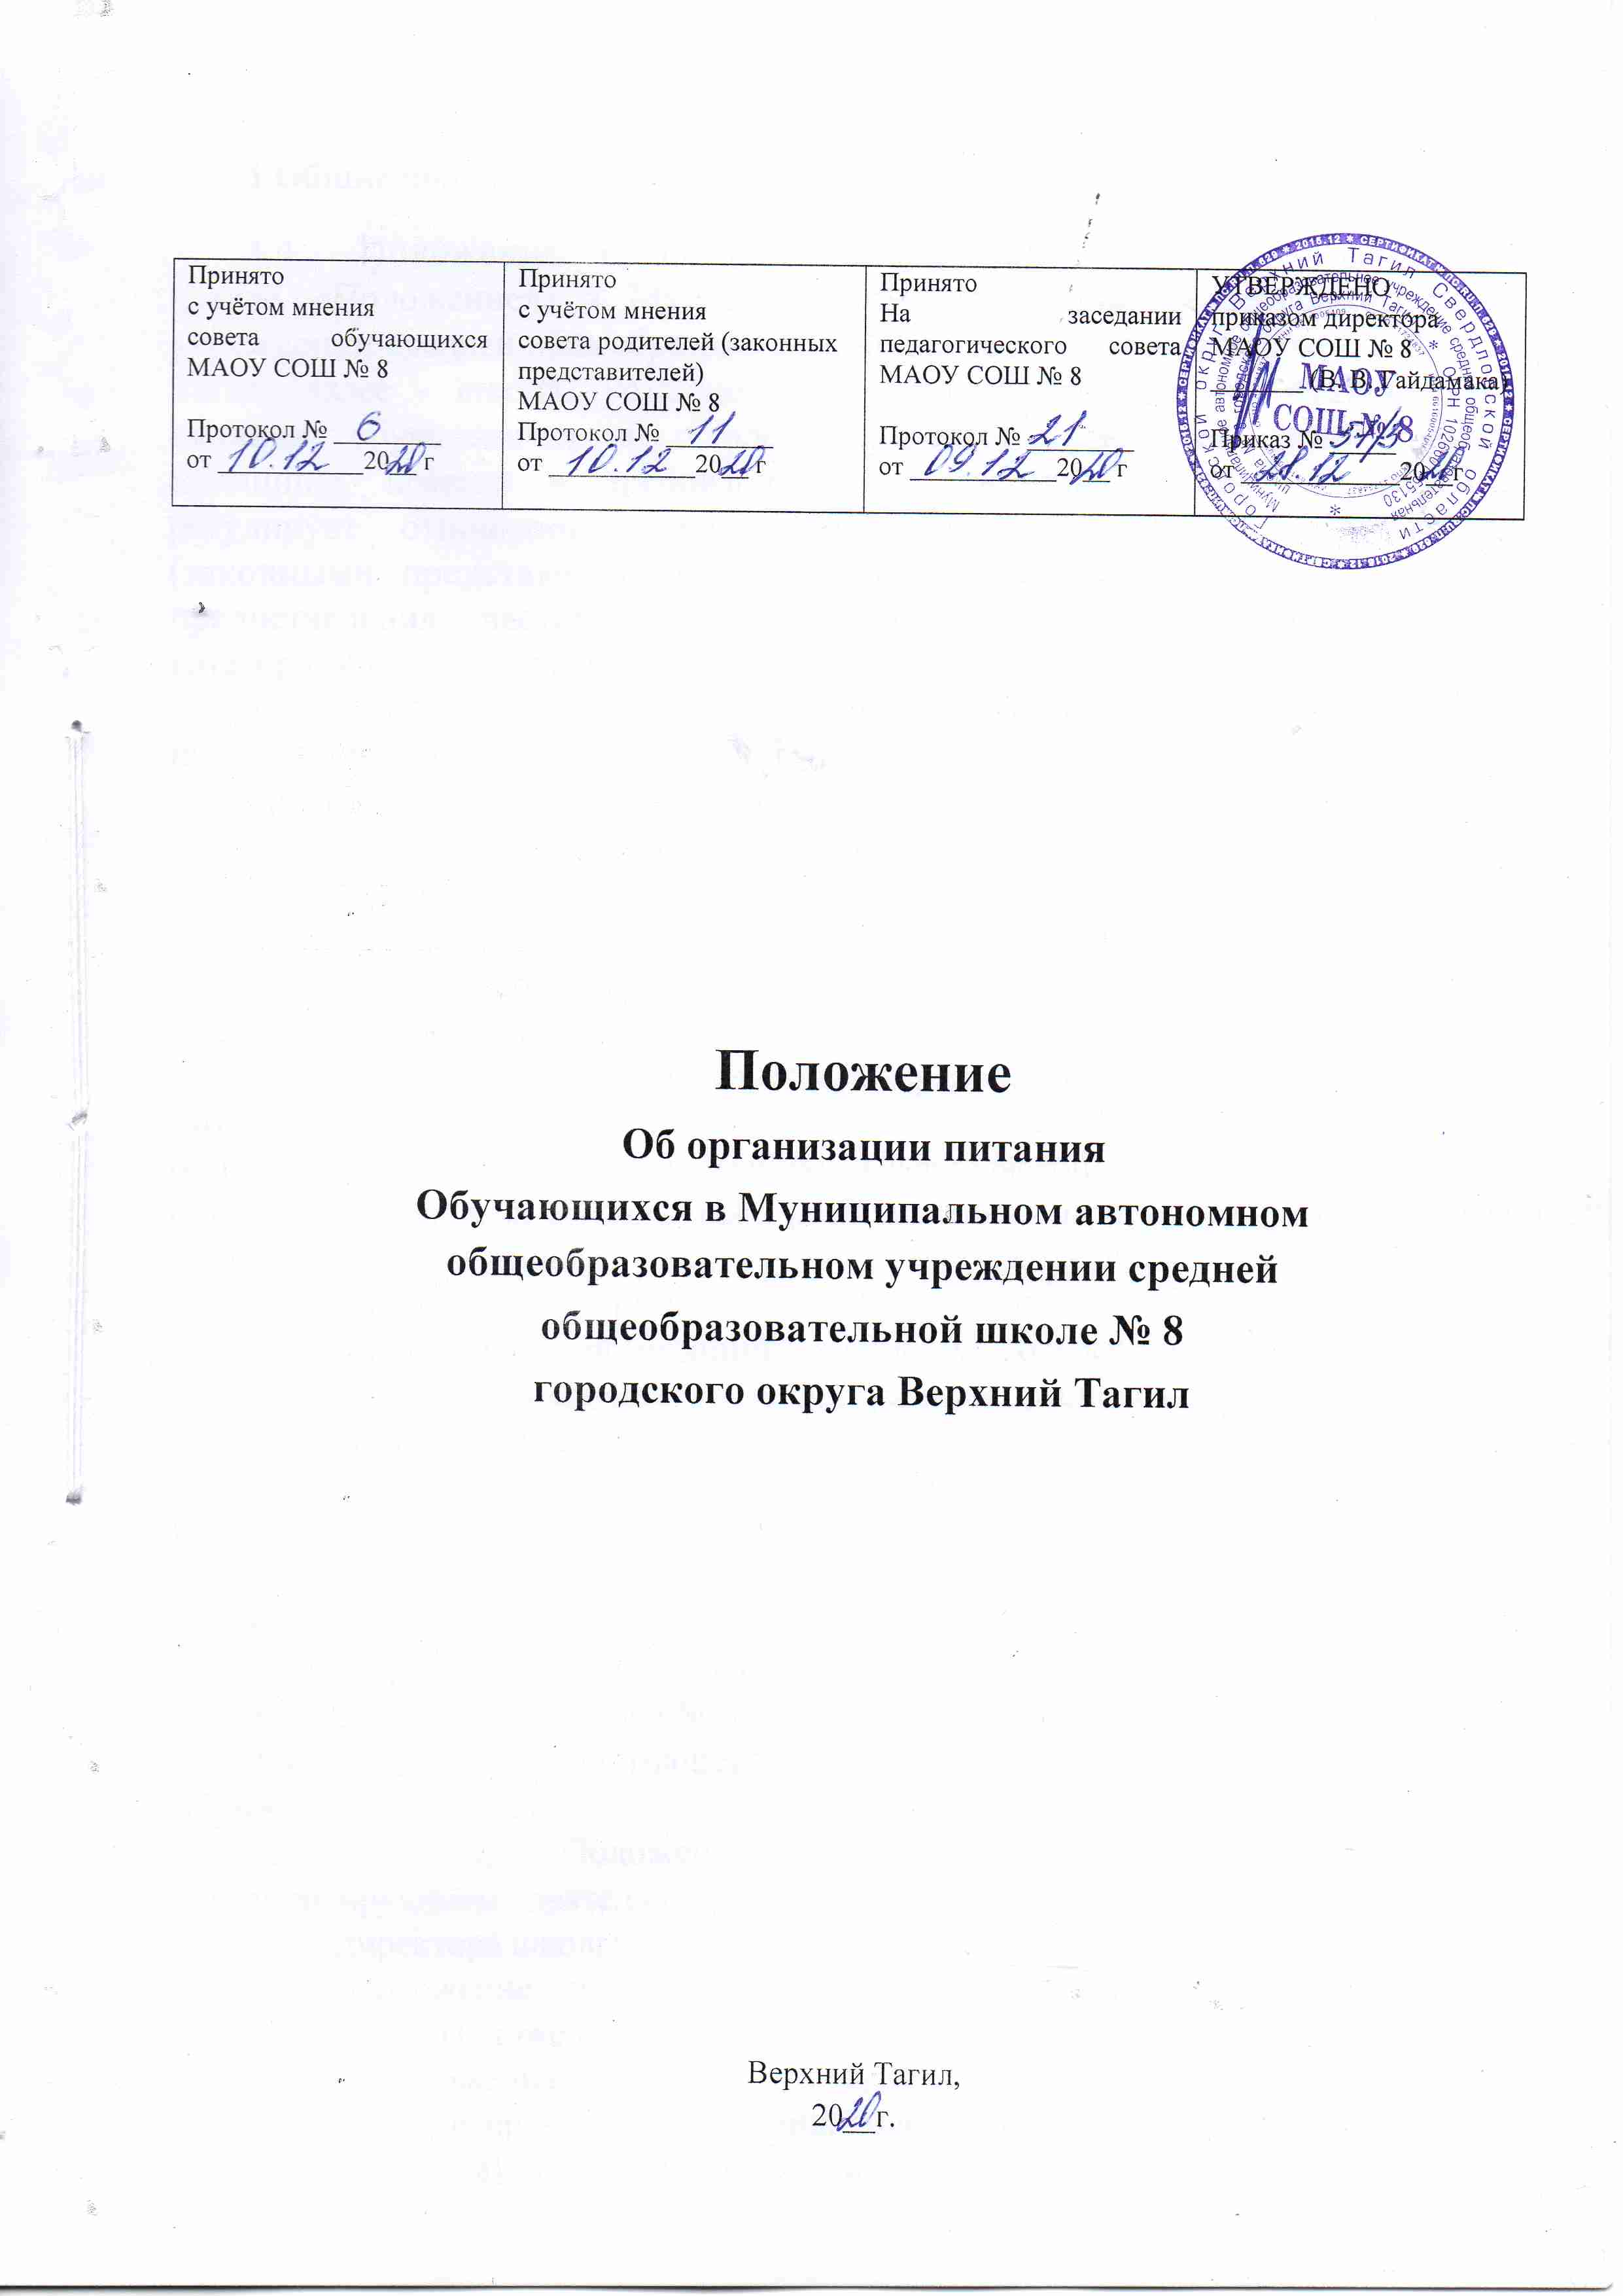 Принято
с учётом мнения
совета обучающихся
МАОУ СОШ № 8
Протокол № 6
от 10.12 2020 г
Принято
с учётом мнения
совета родителей (законных
представителей)
МАОУ СОШ № 8
Протокол № 11
от 10.12 2020 г
Принято
На заседании
педагогического совета
МАОУ СОШ № 8
Протокол № 21
от 09.12 2020 г
УТВЕРЖДЕНО
приказом директора
МАОУ СОШ № 8
(В. В. Гайдамака)
Приказ №
от 28.12 2020 г
МАОУ
СОШ № 8
Положение
Об организации питания
Обучающихся в Муниципальном автономном
общеобразовательном учреждении средней
общеобразовательной школе № 8
городского округа Верхний Тагил
Верхний Тагил,
2020 г.